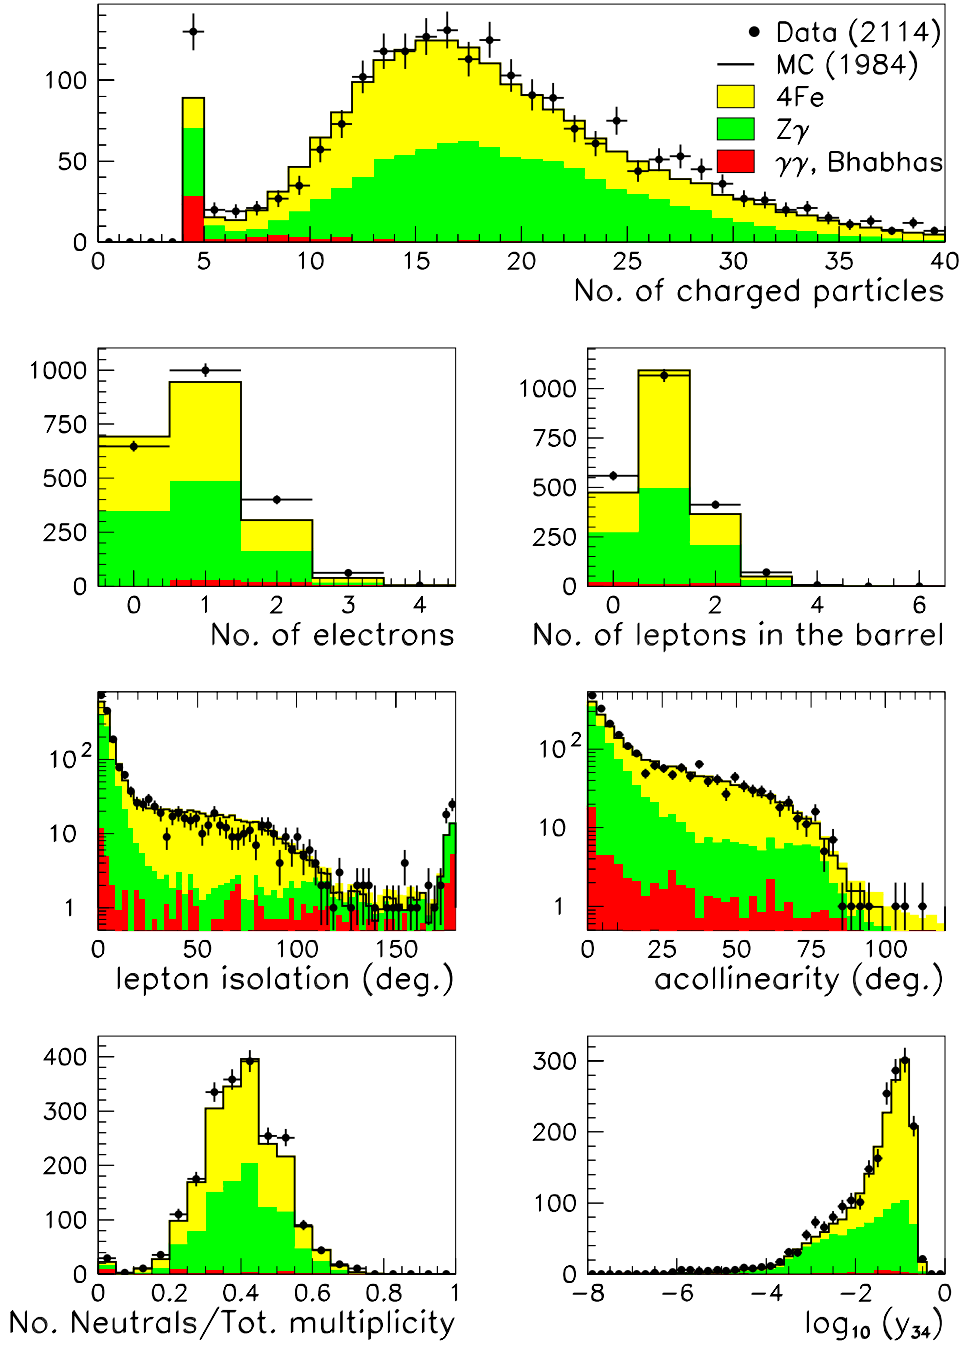 Data (2114)
MC (1984)
4Fe
Zγ
γγ, Bhabhas
100
50
0
0 5 10 15 20 25 30 35 40
No. of charged particles
1000
750
500
250
0
0 1 2 3 4
No. of electrons
1000
750
500
250
0
0 2 4 6
No. of leptons in the barrel
10²
10
1
0 50 100 150
lepton isolation (deg.)
10²
10
1
0 25 50 75 100
acollinearity (deg.)
400
300
200
100
0
0 0.2 0.4 0.6 0.8 1
No. Neutrals/Tot. multiplicity
300
200
100
0
−8 −6 −4 −2 0
log₁₀ (y₃₄)